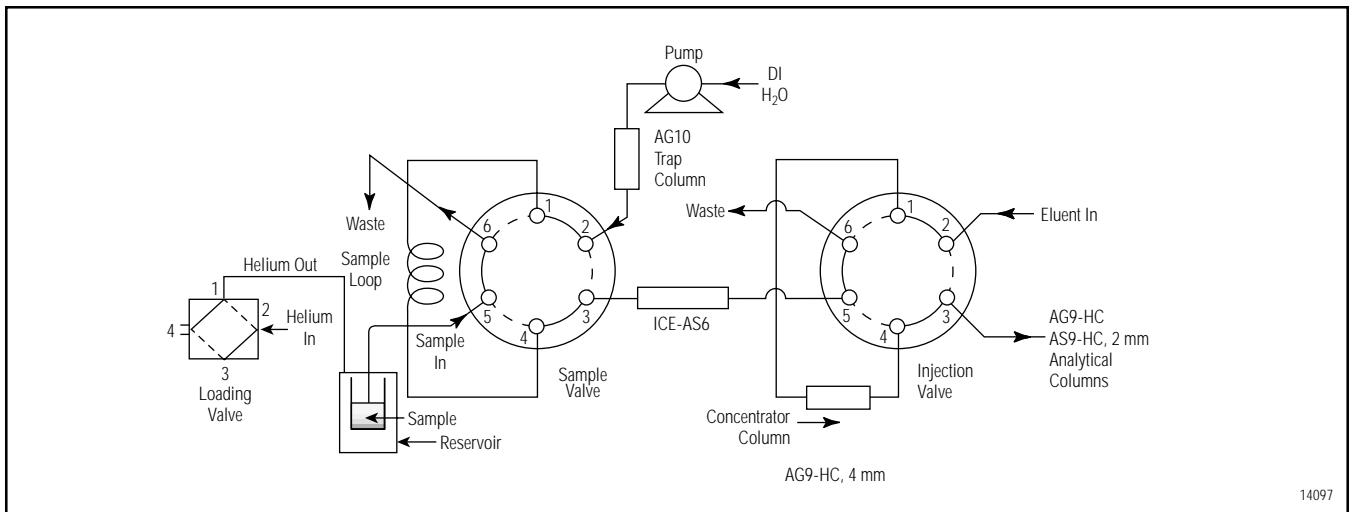 Pump
DI
H₂O
AG10
Trap
Column
1
2
3
4
5
6
Waste
Sample
Loop
Sample
In
Sample
Valve
Helium Out
1
2
3
4
Helium
In
Loading
Valve
Sample
Reservoir
ICE-AS6
Waste
1
2
3
4
5
6
Eluent In
AG9-HC
AS9-HC, 2 mm
Analytical
Columns
Injection
Valve
Concentrator
Column
AG9-HC, 4 mm
14097